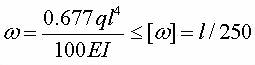 ω = 0.677ql⁴ / 100EI ≤ [ω] = l / 250